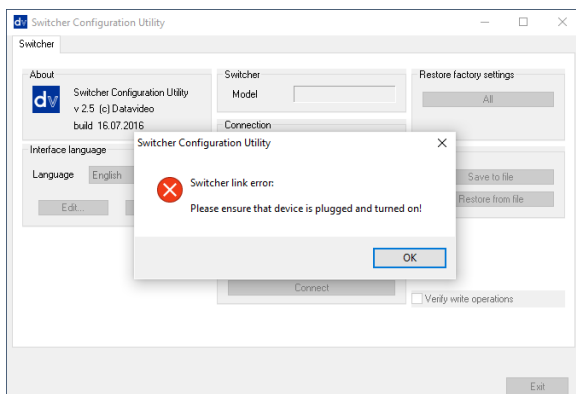 dv Switcher Configuration Utility
Switcher
About
dv
Switcher Configuration Utility
v 2.5 (c) Datavideo
build 16.07.2016
Interface language
Language English
Edit...
Switcher
Model
Connection
Connect
Restore factory settings
All
Save to file
Restore from file
Verify write operations
Exit
Switcher Configuration Utility
Switcher link error:
Please ensure that device is plugged and turned on!
OK